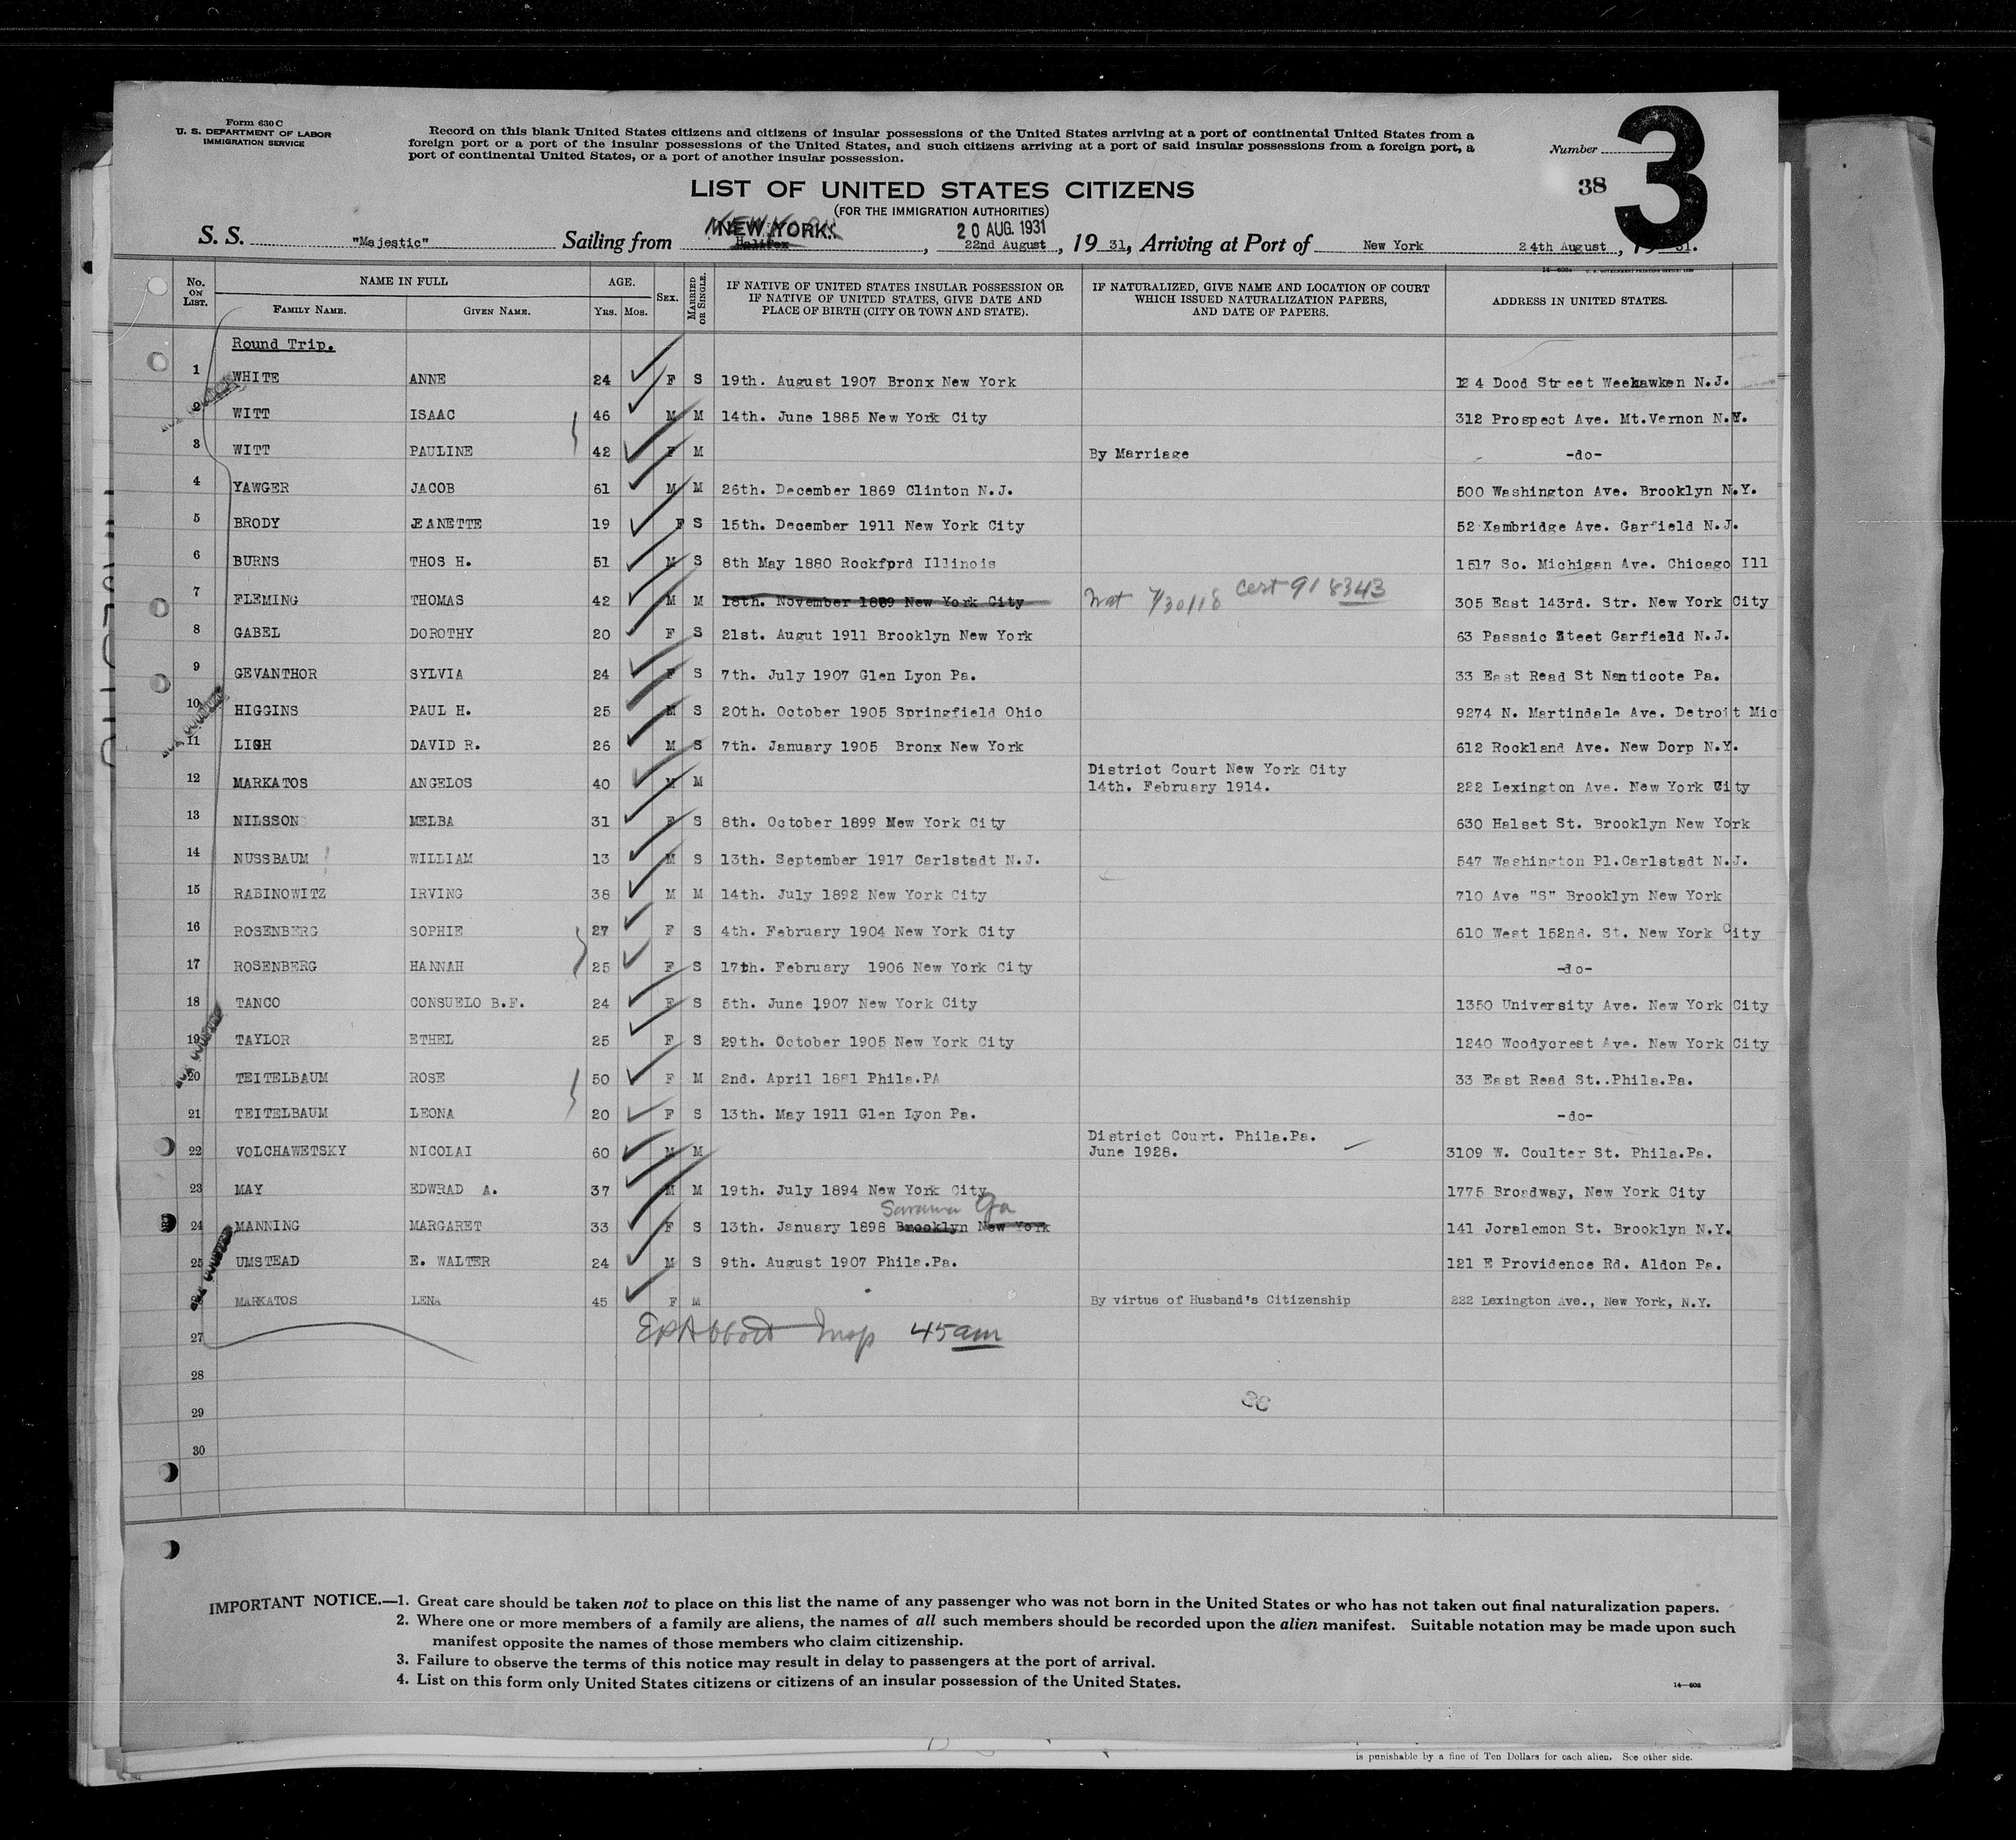 Form 630 C
U. S. DEPARTMENT OF LABOR
IMMIGRATION SERVICE
Record on this blank United States citizens and citizens of insular possessions of the United States arriving at a port of continental United States from a
foreign port or a port of the insular possessions of the United States, and such citizens arriving at a port of said insular possessions from a foreign port, a
port of continental United States, or a port of another insular possession.
Number
3
38
LIST OF UNITED STATES CITIZENS
(FOR THE IMMIGRATION AUTHORITIES)
NEW YORK. 20 AUG. 1931
S. S. "Majestic" Sailing from Halifax, 22nd August, 19 31, Arriving at Port of New York 24th August, 19 31.
No. ON LIST. NAME IN FULL AGE. SEX. MARRIED OR SINGLE. IF NATIVE OF UNITED STATES INSULAR POSSESSION OR IF NATIVE OF UNITED STATES, GIVE DATE AND PLACE OF BIRTH (CITY OR TOWN AND STATE). IF NATURALIZED, GIVE NAME AND LOCATION OF COURT WHICH ISSUED NATURALIZATION PAPERS, AND DATE OF PAPERS. ADDRESS IN UNITED STATES.
FAMILY NAME. GIVEN NAME. YRS. MOS.
Round Trip.
1 WHITE ANNE 24 F S 19th. August 1907 Bronx New York 124 Dood Street Weehawken N.J.
2 WITT ISAAC 46 M M 14th. June 1885 New York City 312 Prospect Ave. Mt.Vernon N.Y.
3 WITT PAULINE 42 F M By Marriage -do-
4 YAWGER JACOB 61 M M 26th. December 1869 Clinton N.J. 500 Washington Ave. Brooklyn N.Y.
5 BRODY JEANETTE 19 F S 15th. December 1911 New York City 52 Xambridge Ave. Garfield N.J.
6 BURNS THOS H. 51 M S 8th May 1880 Rockfprd Illinois 1517 So. Michigan Ave. Chicago Ill
7 FLEMING THOMAS 42 M M 18th. November 1889 New York City Nat 7/30/18 Cert 918343 305 East 143rd. Str. New York City
8 GABEL DOROTHY 20 F S 21st. Augut 1911 Brooklyn New York 63 Passaic Steet Garfield N.J.
9 GEVANTHOR SYLVIA 24 F S 7th. July 1907 Glen Lyon Pa. 33 East Read St Nanticote Pa.
10 HIGGINS PAUL H. 25 M S 20th. October 1905 Springfield Ohio 9274 N. Martindale Ave. Detroit Mic
11 LIGH DAVID R. 26 M S 7th. January 1905 Bronx New York 612 Rockland Ave. New Dorp N.Y.
12 MARKATOS ANGELOS 40 M M District Court New York City
14th. February 1914. 222 Lexington Ave. New York City
13 NILSSON MELBA 31 F S 8th. October 1899 New York City 630 Halset St. Brooklyn New York
14 NUSSBAUM WILLIAM 13 M S 13th. September 1917 Carlstadt N.J. 547 Washington Pl.Carlstadt N.J.
15 RABINOWITZ IRVING 38 M M 14th. July 1892 New York City 710 Ave "S" Brooklyn New York
16 ROSENBERG SOPHIE 27 F S 4th. February 1904 New York City 610 West 152nd. St. New York City
17 ROSENBERG HANNAH 25 F S 17th. February 1906 New York City -do-
18 TANCO CONSUELO B.F. 24 F S 5th. June 1907 New York City 1350 University Ave. New York City
19 TAYLOR ETHEL 25 F S 29th. October 1905 New York City 1240 Woodycrest Ave. New York City
20 TEITELBAUM ROSE 50 F M 2nd. April 1881 Phila.PA 33 East Read St..Phila.Pa.
21 TEITELBAUM LEONA 20 F S 13th. May 1911 Glen Lyon Pa. -do-
22 VOLCHAWETSKY NICOLAI 60 M M District Court. Phila.Pa.
June 1928. 3109 W. Coulter St. Phila.Pa.
23 MAY EDWRAD A. 37 M M 19th. July 1894 New York City 1775 Broadway, New York City
Ga
24 MANNING MARGARET 33 F S 13th. January 1898 Brooklyn New York 141 Joralemon St. Brooklyn N.Y.
25 UMSTEAD E. WALTER 24 M S 9th. August 1907 Phila.Pa. 121 E Providence Rd. Aldon Pa.
MARKATOS LENA 45 F M By virtue of Husband's Citizenship 222 Lexington Ave., New York, N.Y.
27 EP Abbott Insp 45 am
28
29
30
IMPORTANT NOTICE.—1. Great care should be taken not to place on this list the name of any passenger who was not born in the United States or who has not taken out final naturalization papers.
2. Where one or more members of a family are aliens, the names of all such members should be recorded upon the alien manifest. Suitable notation may be made upon such
manifest opposite the names of those members who claim citizenship.
3. Failure to observe the terms of this notice may result in delay to passengers at the port of arrival.
4. List on this form only United States citizens or citizens of an insular possession of the United States.
14—608
is punishable by a fine of Ten Dollars for each alien. See other side.